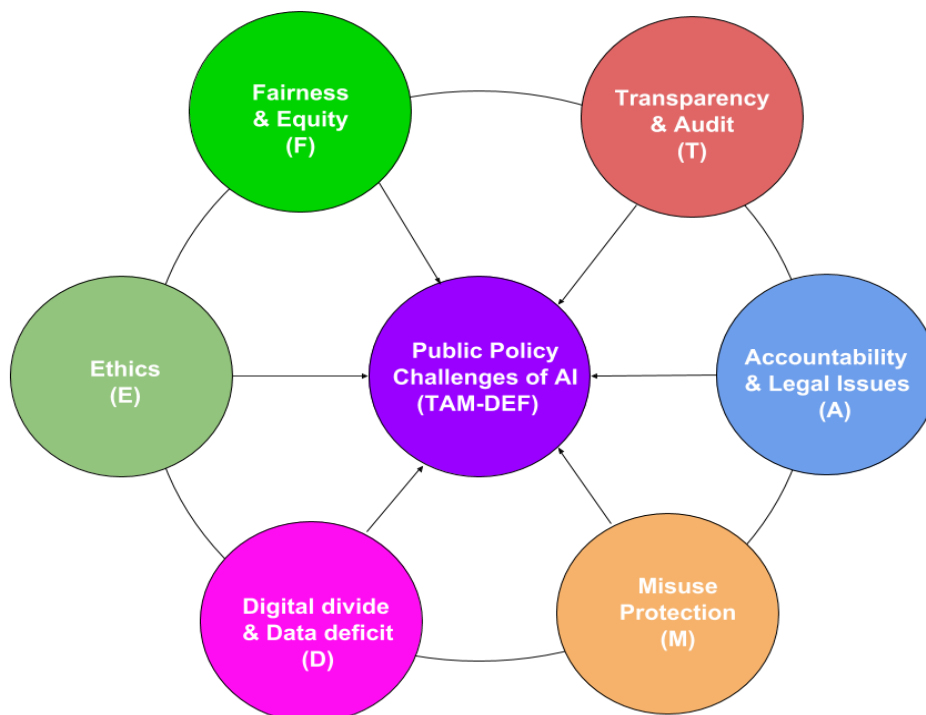 Fairness
& Equity
(F)
Transparency
& Audit
(T)
Ethics
(E)
Public Policy
Challenges of AI
(TAM-DEF)
Accountability
& Legal Issues
(A)
Digital divide
& Data deficit
(D)
Misuse
Protection
(M)